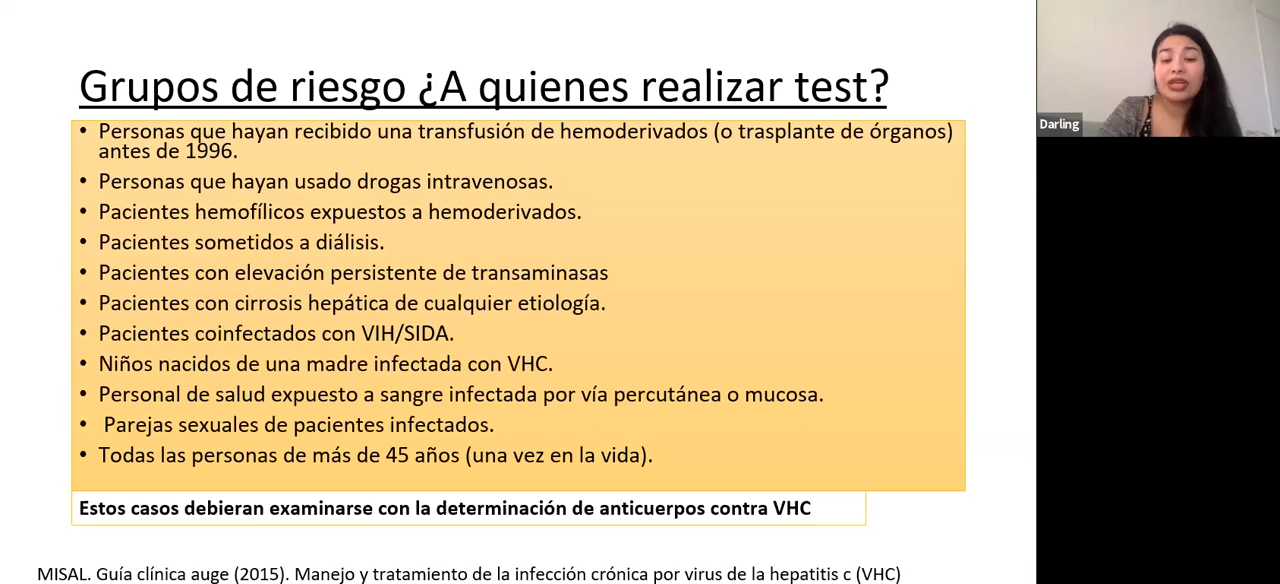 Grupos de riesgo ¿A quienes realizar test?
• Personas que hayan recibido una transfusión de hemoderivados (o trasplante de órganos)
antes de 1996.
• Personas que hayan usado drogas intravenosas.
• Pacientes hemofílicos expuestos a hemoderivados.
• Pacientes sometidos a diálisis.
• Pacientes con elevación persistente de transaminasas
• Pacientes con cirrosis hepática de cualquier etiología.
• Pacientes coinfectados con VIH/SIDA.
• Niños nacidos de una madre infectada con VHC.
• Personal de salud expuesto a sangre infectada por vía percutánea o mucosa.
• Parejas sexuales de pacientes infectados.
• Todas las personas de más de 45 años (una vez en la vida).
Estos casos debieran examinarse con la determinación de anticuerpos contra VHC
MISAL. Guía clínica auge (2015). Manejo y tratamiento de la infección crónica por virus de la hepatitis c (VHC)
Darling